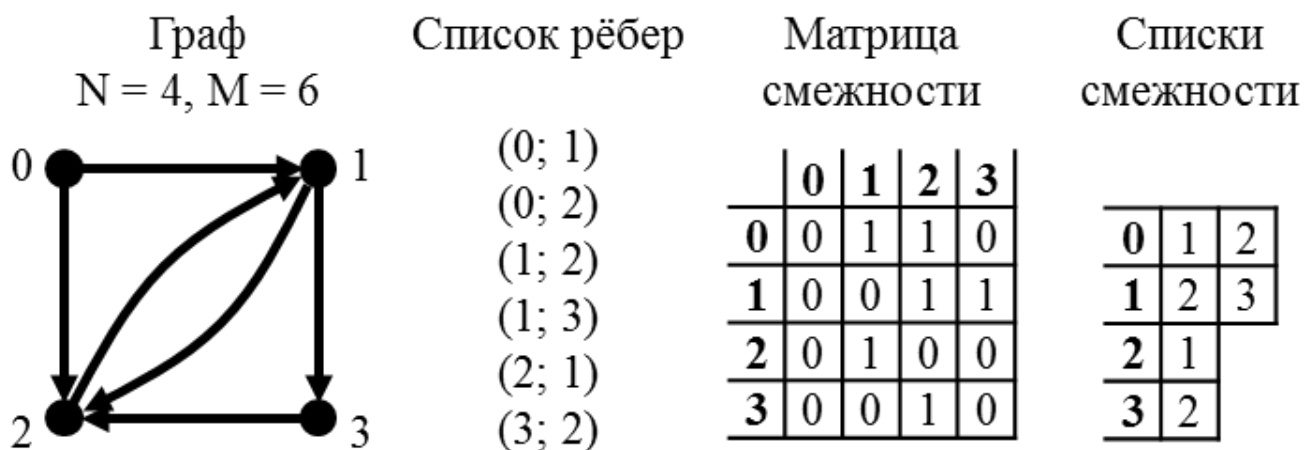 Граф
N = 4, M = 6
0
1
2
3
Список рёбер
(0; 1)
(0; 2)
(1; 2)
(1; 3)
(2; 1)
(3; 2)
Матрица
смежности
0 1 2 3
0 0 1 1 0
1 0 0 1 1
2 0 1 0 0
3 0 0 1 0
Списки
смежности
0 1 2
1 2 3
2 1
3 2